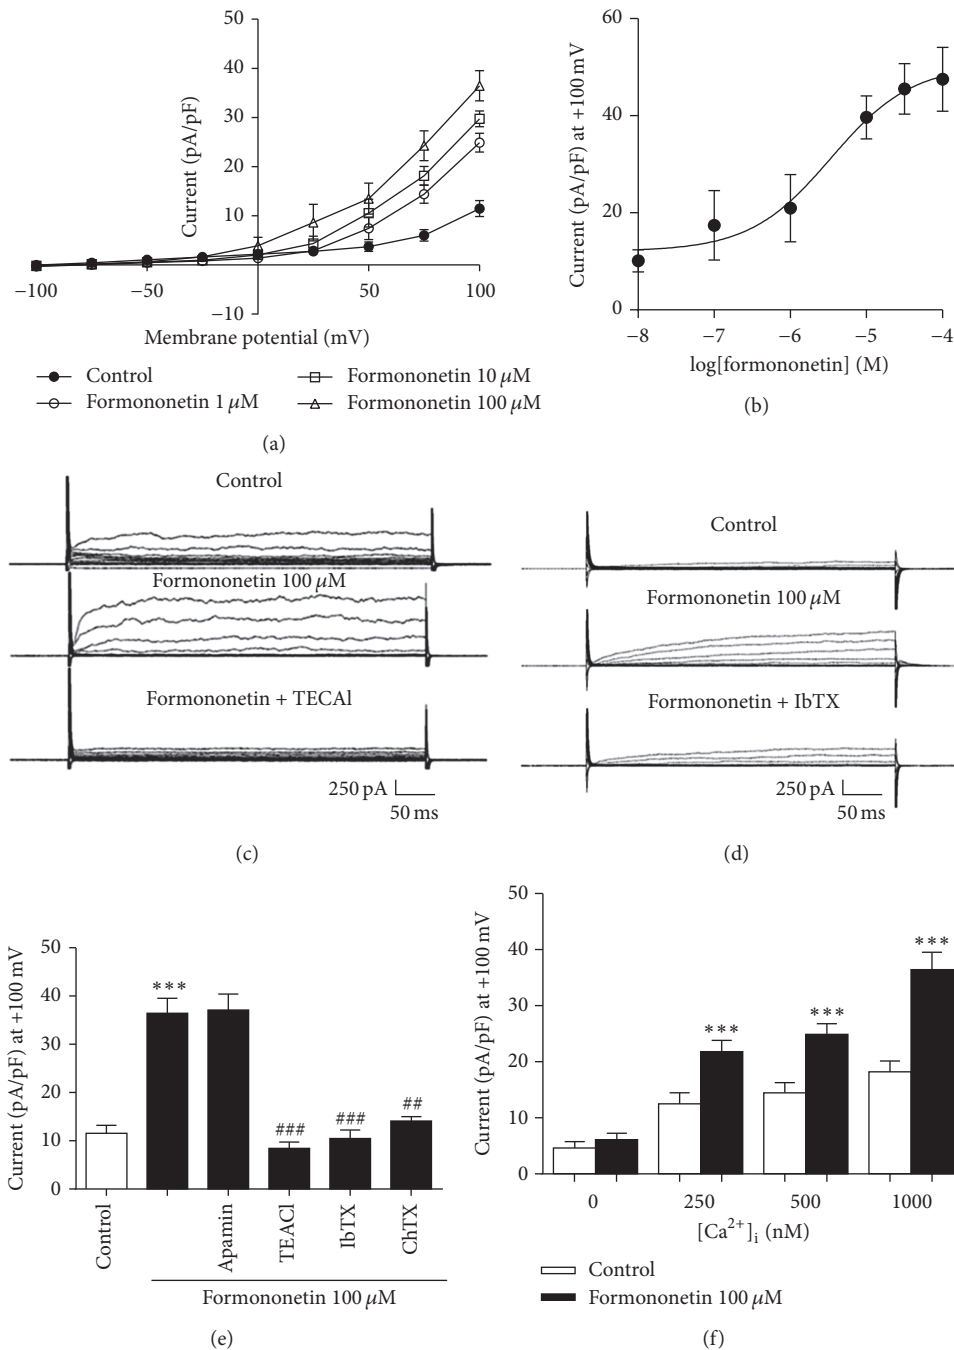 50
40
30
20
10
−10
Current (pA/pF)
−100
−50
50
100
Membrane potential (mV)
Control
Formononetin 1 μM
Formononetin 10 μM
Formononetin 100 μM
(a)
60
40
20
0
Current (pA/pF) at +100 mV
−8
−7
−6
−5
−4
log[formononetin] (M)
(b)
Control
Formononetin 100 μM
Formononetin + TECAl
250 pA
50 ms
(c)
Control
Formononetin 100 μM
Formononetin + IbTX
250 pA
50 ms
(d)
50
40
30
20
10
0
Current (pA/pF) at +100 mV
***
###
###
##
Control
Apamin
TEACl
IbTX
ChTX
Formononetin 100 μM
(e)
50
40
30
20
10
0
Current (pA/pF) at +100 mV
***
***
***
0
250
500
1000
[Ca²⁺]ᵢ (nM)
Control
Formononetin 100 μM
(f)